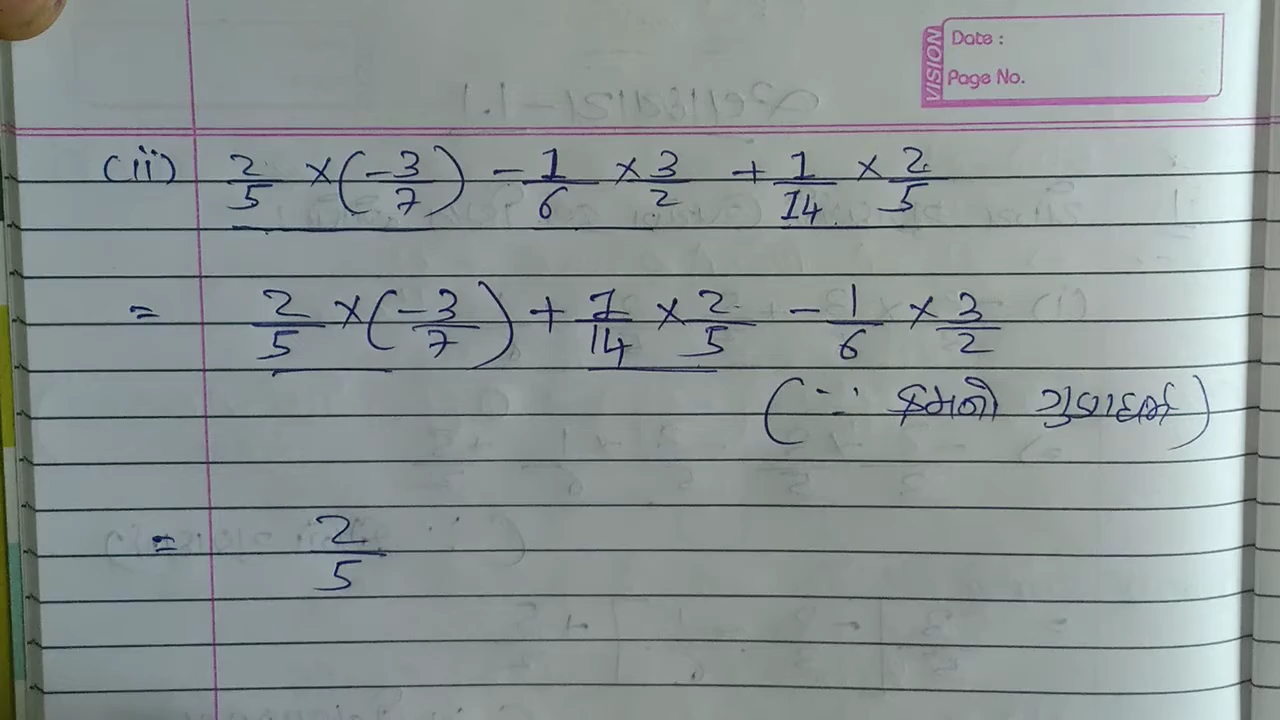 Date :
VISION
Page No.
(ii) 2/5 × (-3/7) - 1/6 × 3/2 + 1/14 × 2/5
= 2/5 × (-3/7) + 1/14 × 2/5 - 1/6 × 3/2
(∵ ક્રમનો ગુણધર્મ)
= 2/5